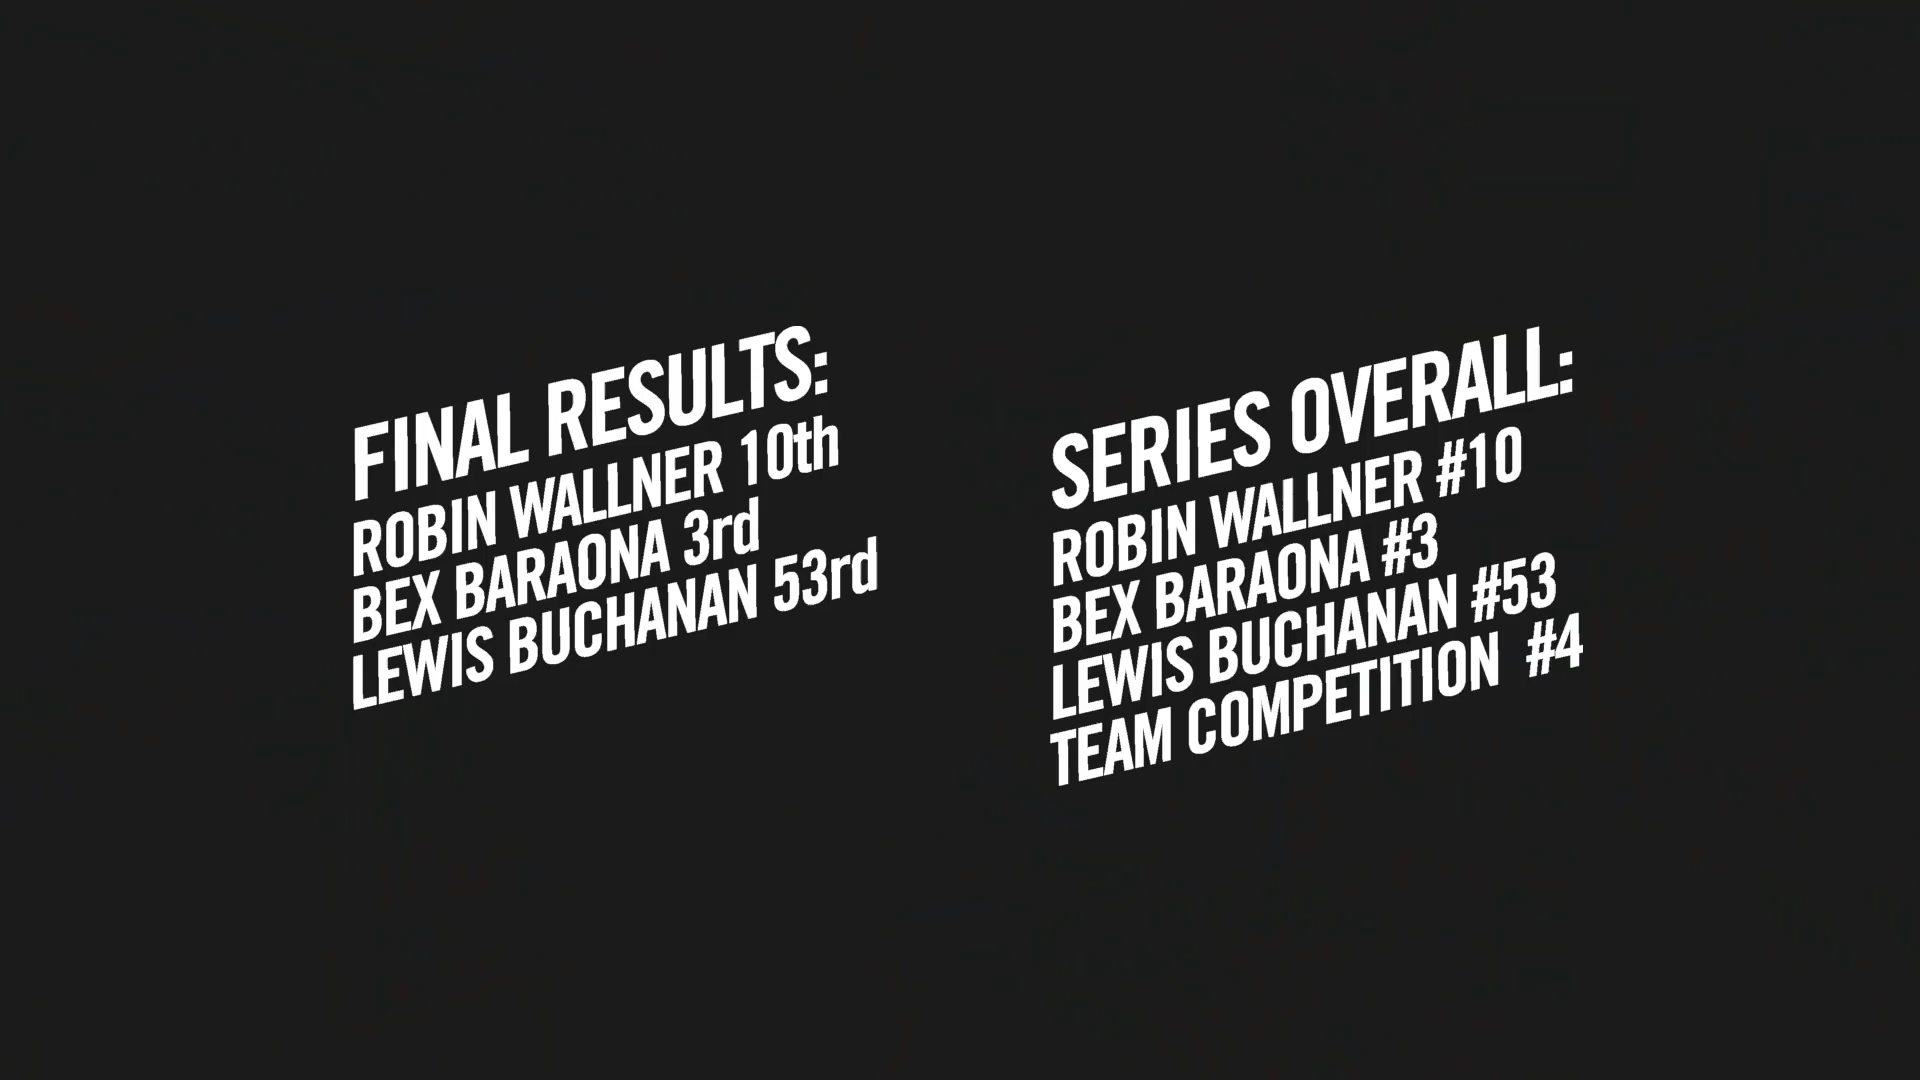 FINAL RESULTS:
ROBIN WALLNER 10th
BEX BARAONA 3rd
LEWIS BUCHANAN 53rd
SERIES OVERALL:
ROBIN WALLNER #10
BEX BARAONA #3
LEWIS BUCHANAN #53
TEAM COMPETITION #4